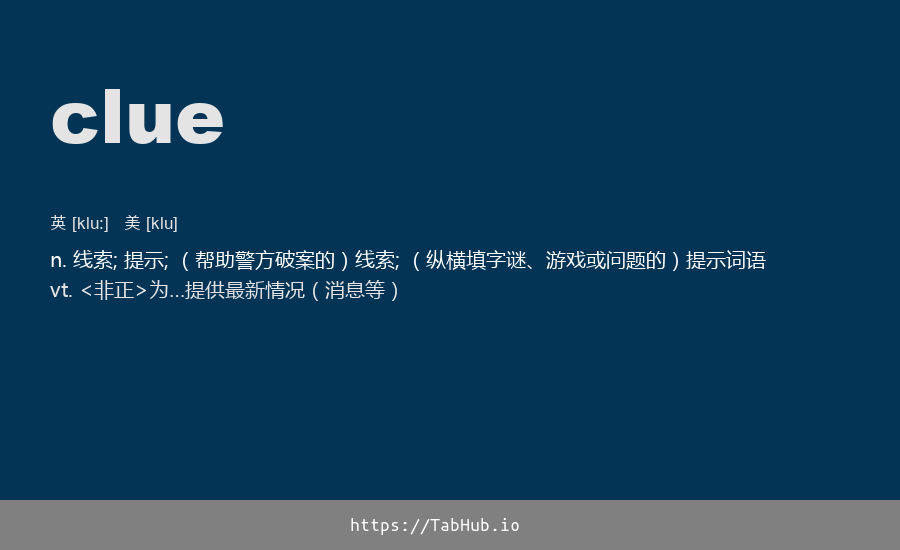 clue
英 [klu:] 美 [klu]
n. 线索; 提示; （帮助警方破案的）线索; （纵横填字谜、游戏或问题的）提示词语
vt. <非正>为...提供最新情况（消息等）
https://TabHub.io